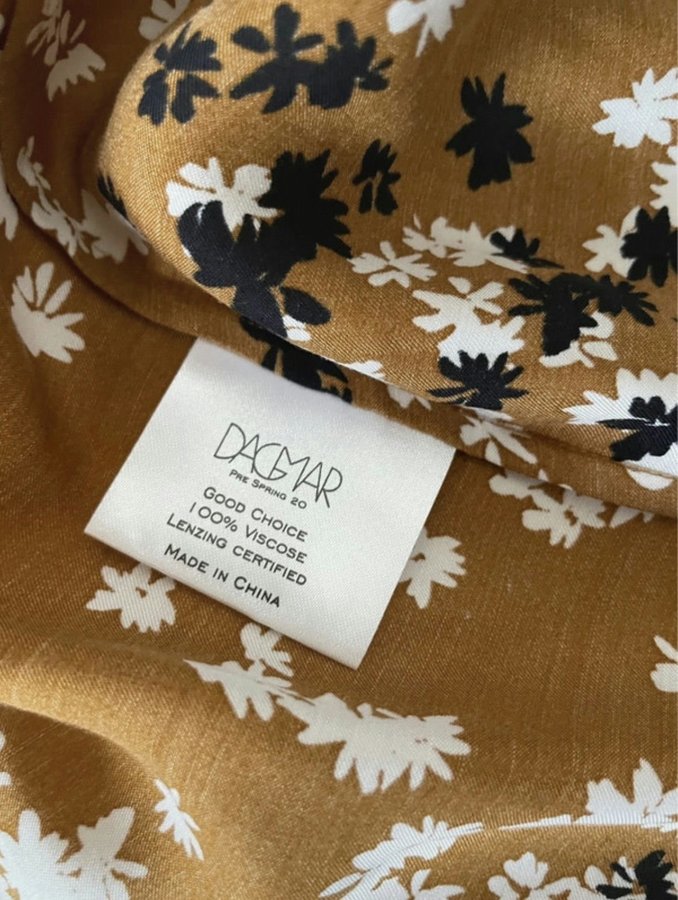 DAGMAR
PRE SPRING 20
GOOD CHOICE
100% VISCOSE
LENZING CERTIFIED
MADE IN CHINA